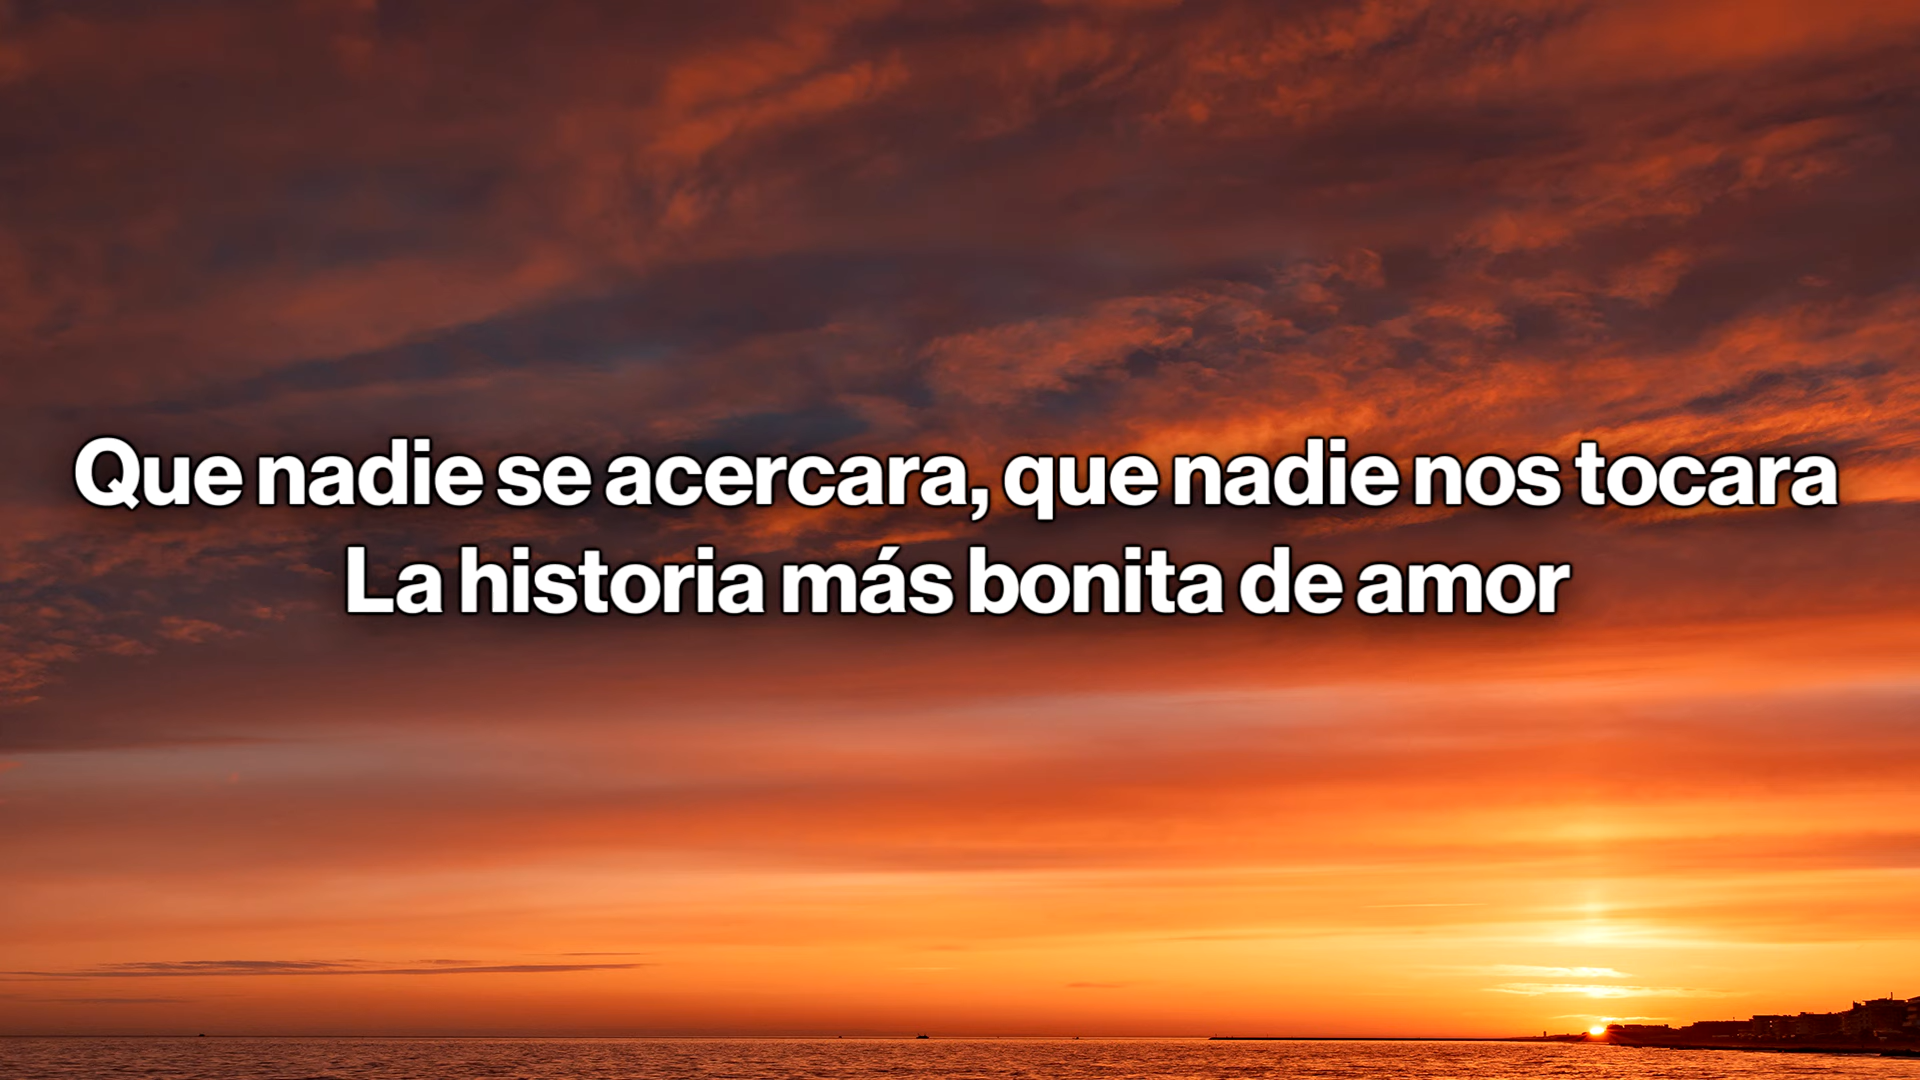 Que nadie se acercara, que nadie nos tocara
La historia más bonita de amor